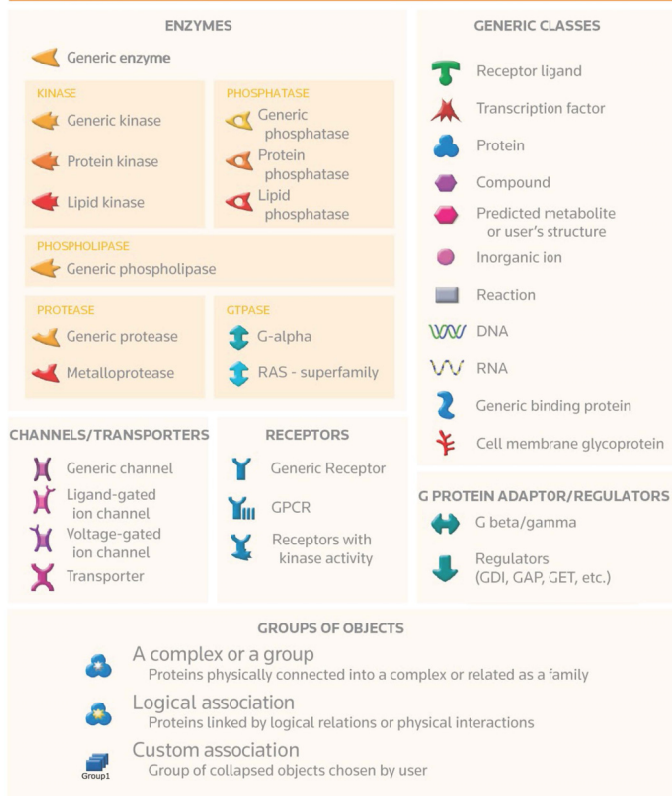 ENZYMES
Generic enzyme
KINASE
Generic kinase
Protein kinase
Lipid kinase
PHOSPHATASE
Generic
phosphatase
Protein
phosphatase
Lipid
phosphatase
PHOSPHOLIPASE
Generic phospholipase
PROTEASE
Generic protease
Metalloprotease
GTPASE
G-alpha
RAS - superfamily
GENERIC CLASSES
Receptor ligand
Transcription factor
Protein
Compound
Predicted metabolite
or user's structure
Inorganic ion
Reaction
DNA
RNA
Generic binding protein
Cell membrane glycoprotein
CHANNELS/TRANSPORTERS
Generic channel
Ligand-gated
ion channel
Voltage-gated
ion channel
Transporter
RECEPTORS
Generic Receptor
GPCR
Receptors with
kinase activity
G PROTEIN ADAPTOR/REGULATORS
G beta/gamma
Regulators
(GDI, GAP, GET, etc.)
GROUPS OF OBJECTS
A complex or a group
Proteins physically connected into a complex or related as a family
Logical association
Proteins linked by logical relations or physical interactions
Custom association
Group of collapsed objects chosen by user
Group1